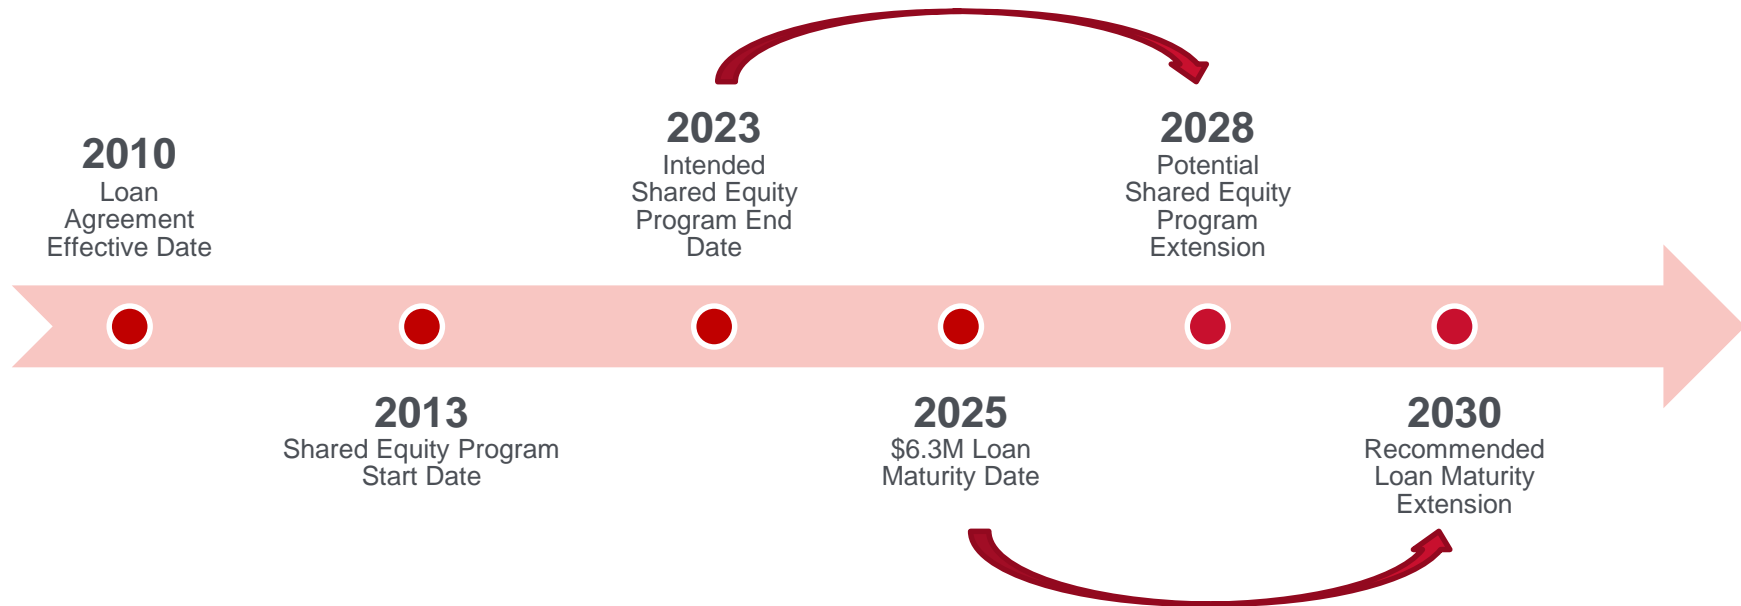 2010
Loan
Agreement
Effective Date
2013
Shared Equity Program
Start Date
2023
Intended
Shared Equity
Program End
Date
2025
$6.3M Loan
Maturity Date
2028
Potential
Shared Equity
Program
Extension
2030
Recommended
Loan Maturity
Extension